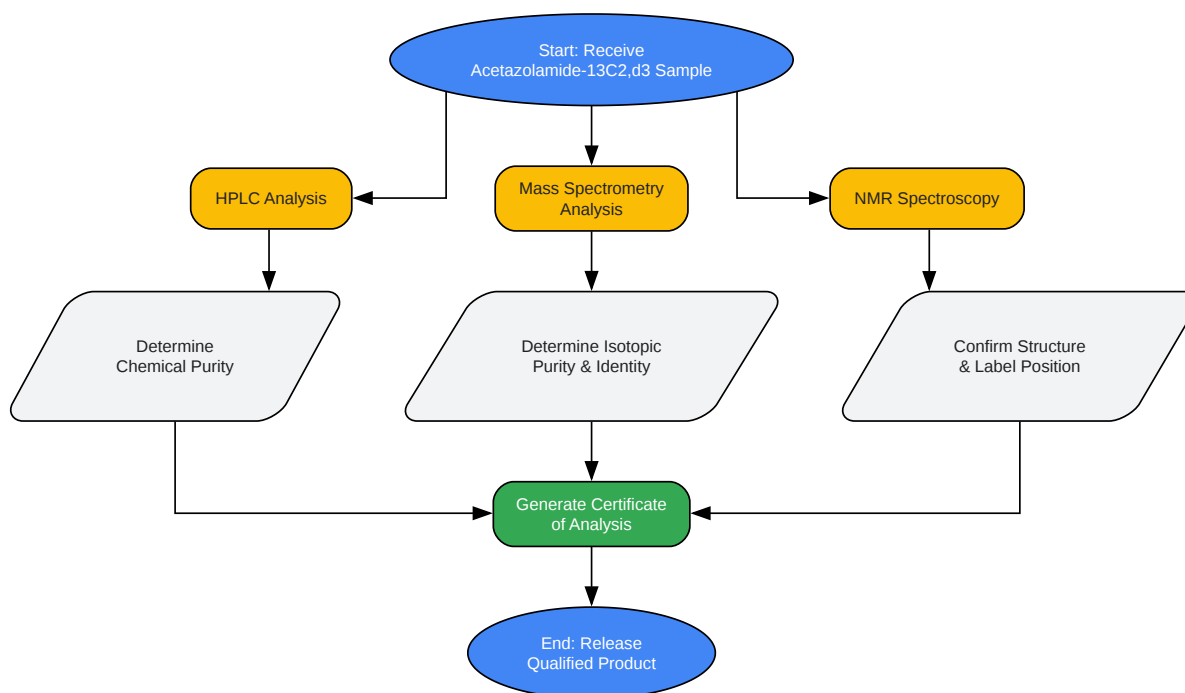 Start: Receive
Acetazolamide-13C2,d3 Sample
HPLC Analysis
Mass Spectrometry
Analysis
NMR Spectroscopy
Determine
Chemical Purity
Determine Isotopic
Purity & Identity
Confirm Structure
& Label Position
Generate Certificate
of Analysis
End: Release
Qualified Product